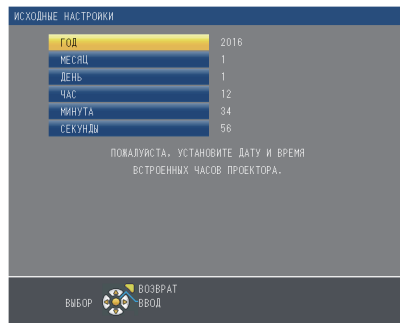 ИСХОДНЫЕ НАСТРОЙКИ
ГОД 2016
МЕСЯЦ 1
ДЕНЬ 1
ЧАС 12
МИНУТА 34
СЕКУНДЫ 56
ПОЖАЛУЙСТА, УСТАНОВИТЕ ДАТУ И ВРЕМЯ
ВСТРОЕННЫХ ЧАСОВ ПРОЕКТОРА.
ВОЗВРАТ
ВЫБОР ВВОД